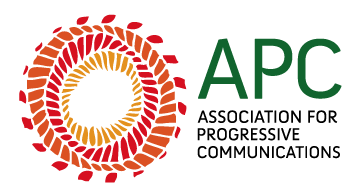 APC
ASSOCIATION FOR
PROGRESSIVE
COMMUNICATIONS